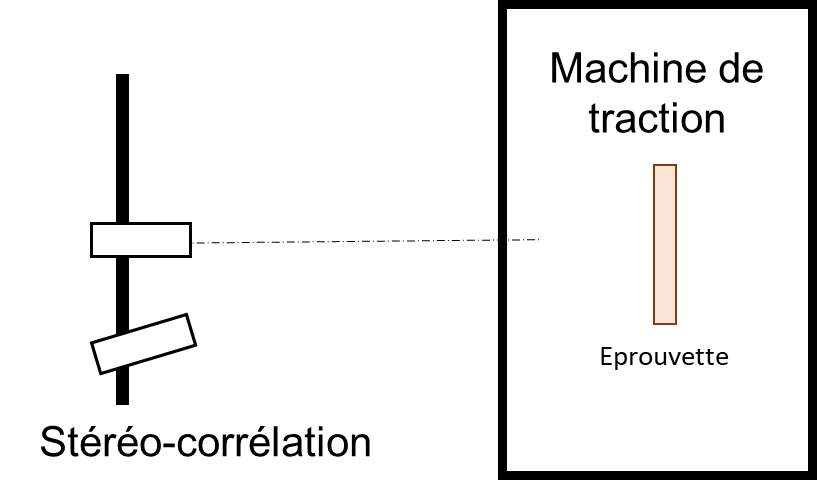 Machine de
traction
Eprouvette
Stéréo-corrélation